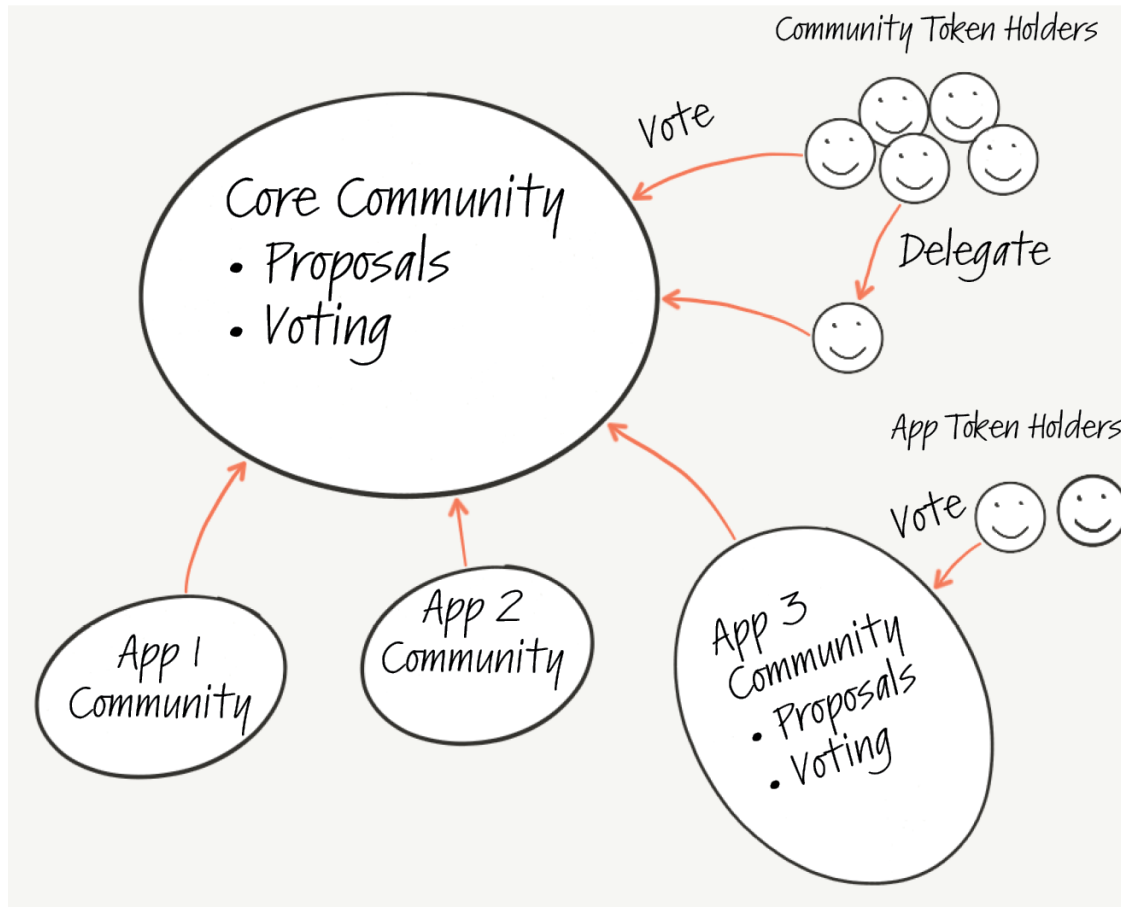 Community Token Holders
Vote
Core Community
• Proposals
• Voting
Delegate
App Token Holders
Vote
App 1
Community
App 2
Community
App 3
Community
• Proposals
• Voting